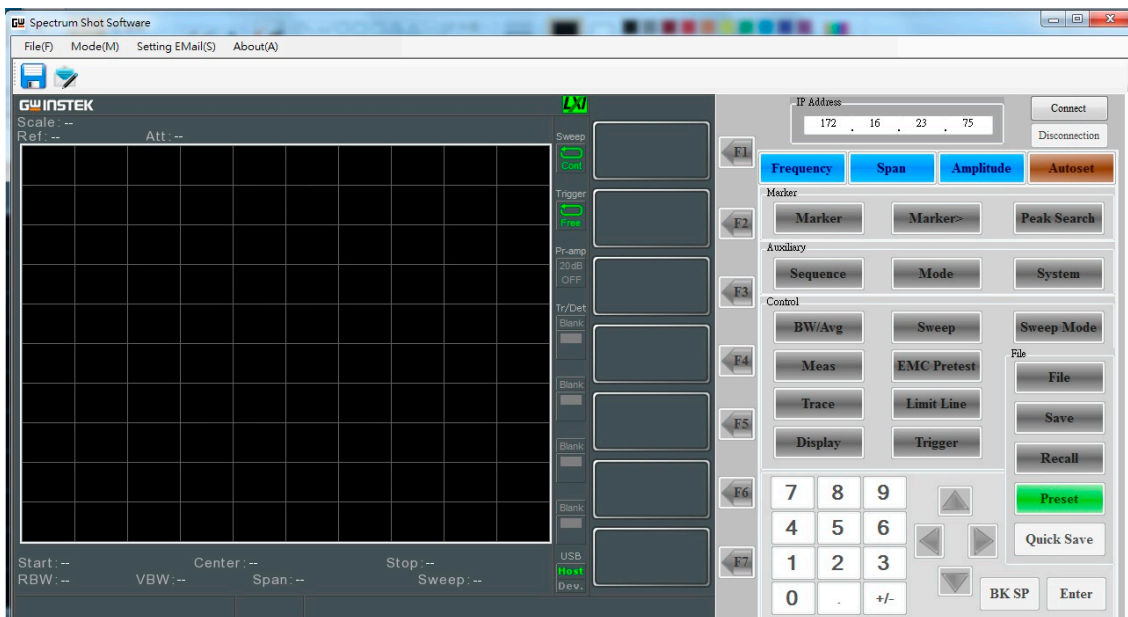 GW Spectrum Shot Software
File(F) Mode(M) Setting EMail(S) About(A)
GWINSTEK LXI
Scale: --
Ref: -- Att: --
Sweep
Cont
Trigger
Free
Pr-amp
20dB
OFF
Tr/Det
Blank
Blank
Blank
Blank
USB
Host
Dev.
Start: -- Center: -- Stop: --
RBW: -- VBW: -- Span: -- Sweep: --
F1
F2
F3
F4
F5
F6
F7
IP Address
172 . 16 . 23 . 75
Connect
Disconnection
Frequency Span Amplitude Autoset
Marker
Marker Marker> Peak Search
Auxiliary
Sequence Mode System
Control
BW/Avg Sweep Sweep Mode
Meas EMC Pretest
Trace Limit Line
Display Trigger
File
File
Save
Recall
Preset
Quick Save
7 8 9
4 5 6
1 2 3
0 . +/-
BK SP Enter